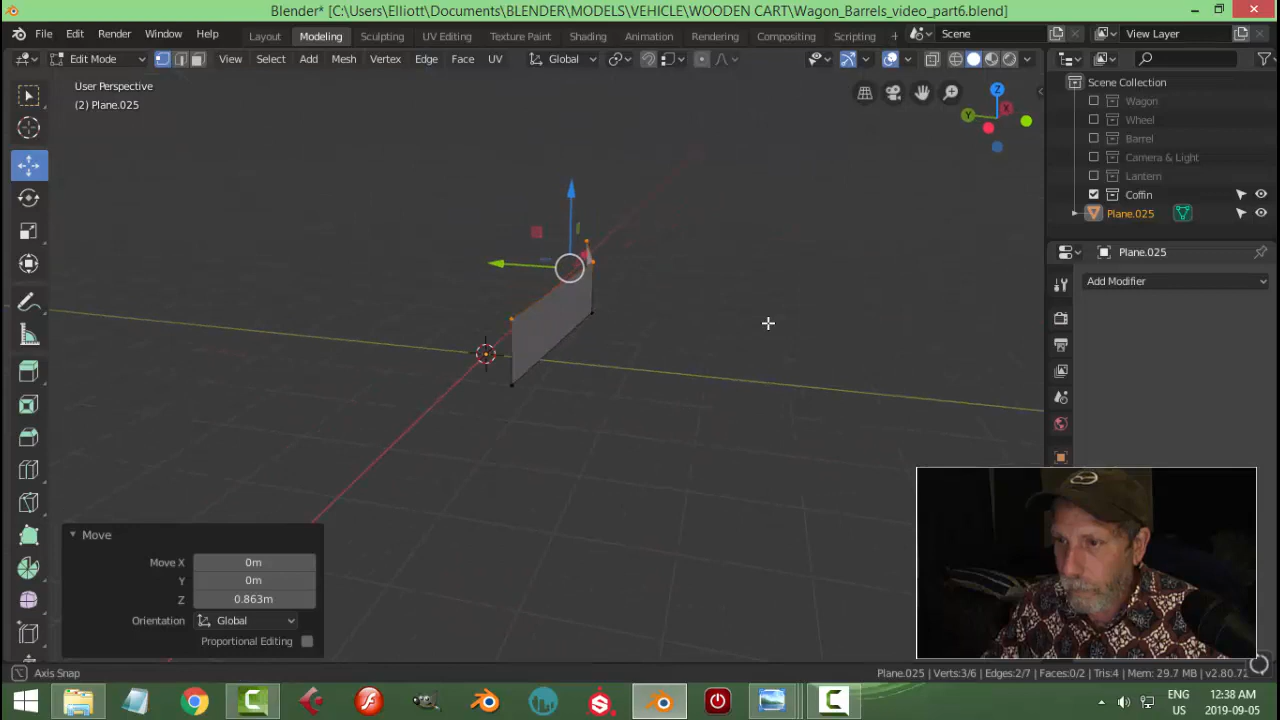 Blender* [C:\Users\Elliott\Documents\BLENDER\MODELS\VEHICLE\WOODEN CART\Wagon_Barrels_video_part6.blend]
File Edit Render Window Help Layout Modeling Sculpting UV Editing Texture Paint Shading Animation Rendering Compositing Scripting + Scene View Layer
Edit Mode View Select Add Mesh Vertex Edge Face UV Global
User Perspective
(2) Plane.025
Z
X
Y
Scene Collection
Wagon
Wheel
Barrel
Camera & Light
Lantern
Coffin
Plane.025
Plane.025
Add Modifier
Move
Move X 0m
Y 0m
Z 0.863m
Orientation Global
Proportional Editing
Axis Snap
Plane.025 | Verts:3/6 | Edges:2/7 | Faces:0/2 | Tris:4 | Mem: 29.7 MB | v2.80.71
ENG
US
12:38 AM
2019-09-05